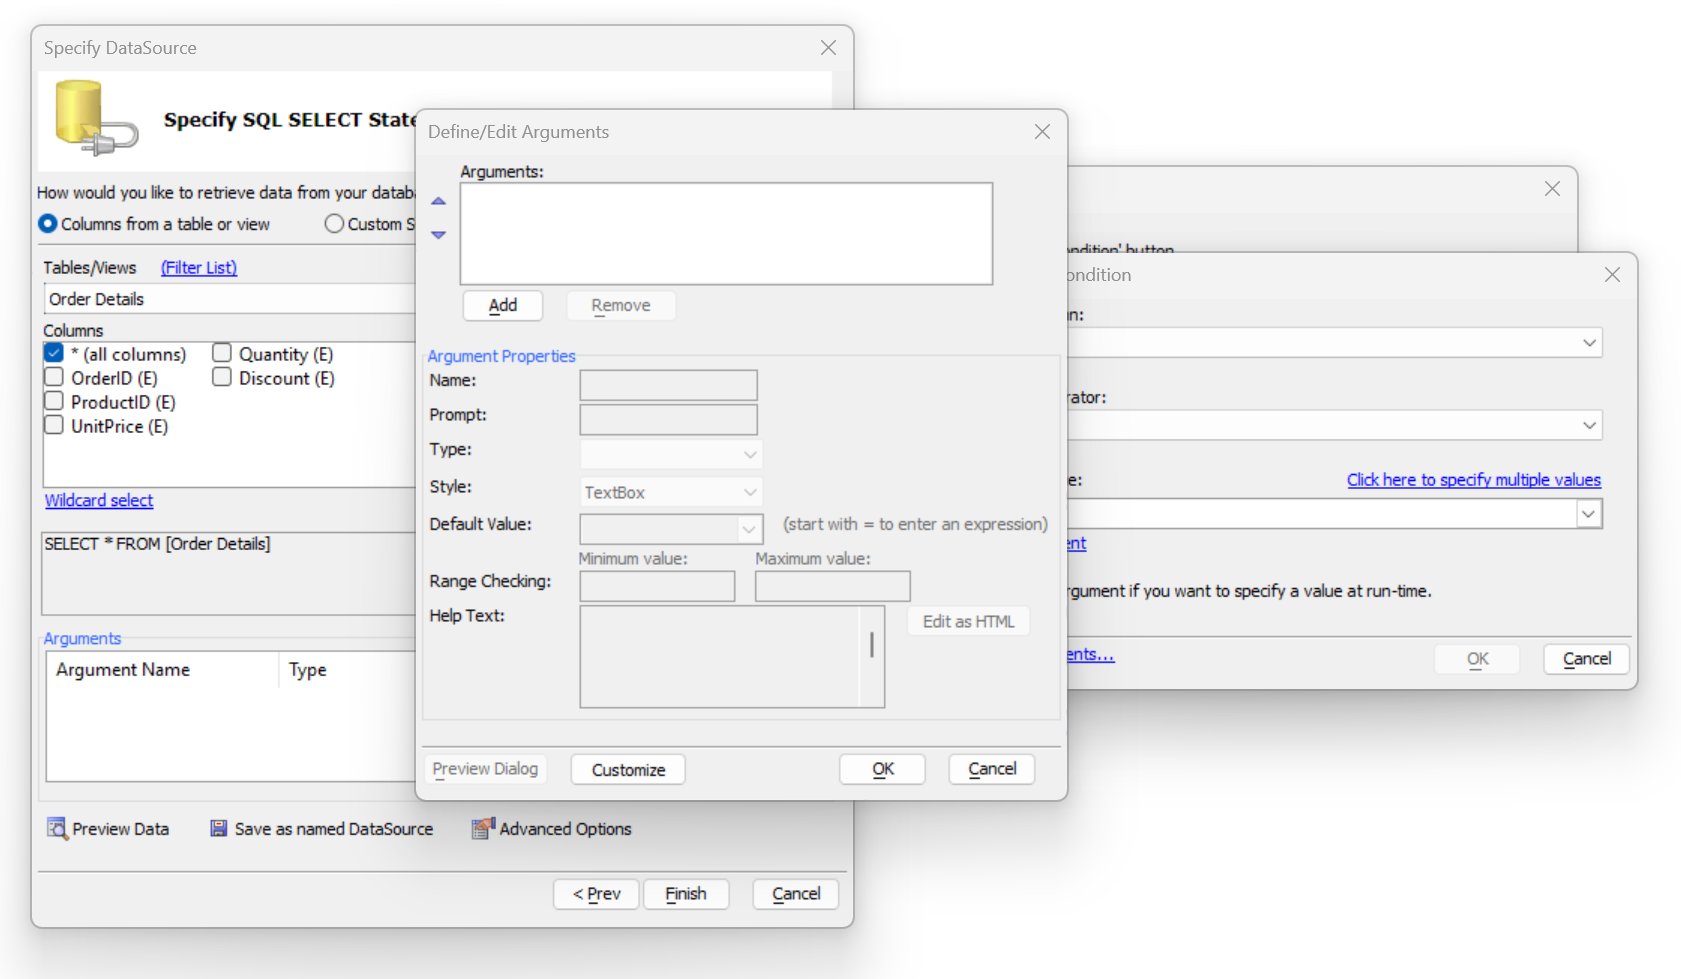 Specify DataSource
Specify SQL SELECT State
How would you like to retrieve data from your databa
Columns from a table or view
Custom S
Tables/Views (Filter List)
Order Details
Columns
* (all columns) Quantity (E)
OrderID (E) Discount (E)
ProductID (E)
UnitPrice (E)
Wildcard select
SELECT * FROM [Order Details]
Arguments
Argument Name Type
Preview Data Save as named DataSource Advanced Options
< Prev Finish Cancel
Define/Edit Arguments
Arguments:
Add Remove
Argument Properties
Name:
Prompt:
Type:
Style: TextBox
Default Value: (start with = to enter an expression)
Minimum value: Maximum value:
Range Checking:
Help Text: Edit as HTML
Preview Dialog Customize OK Cancel
ondition' button
ondition
n:
rator:
e: Click here to specify multiple values
ent
rgument if you want to specify a value at run-time.
ents... OK Cancel